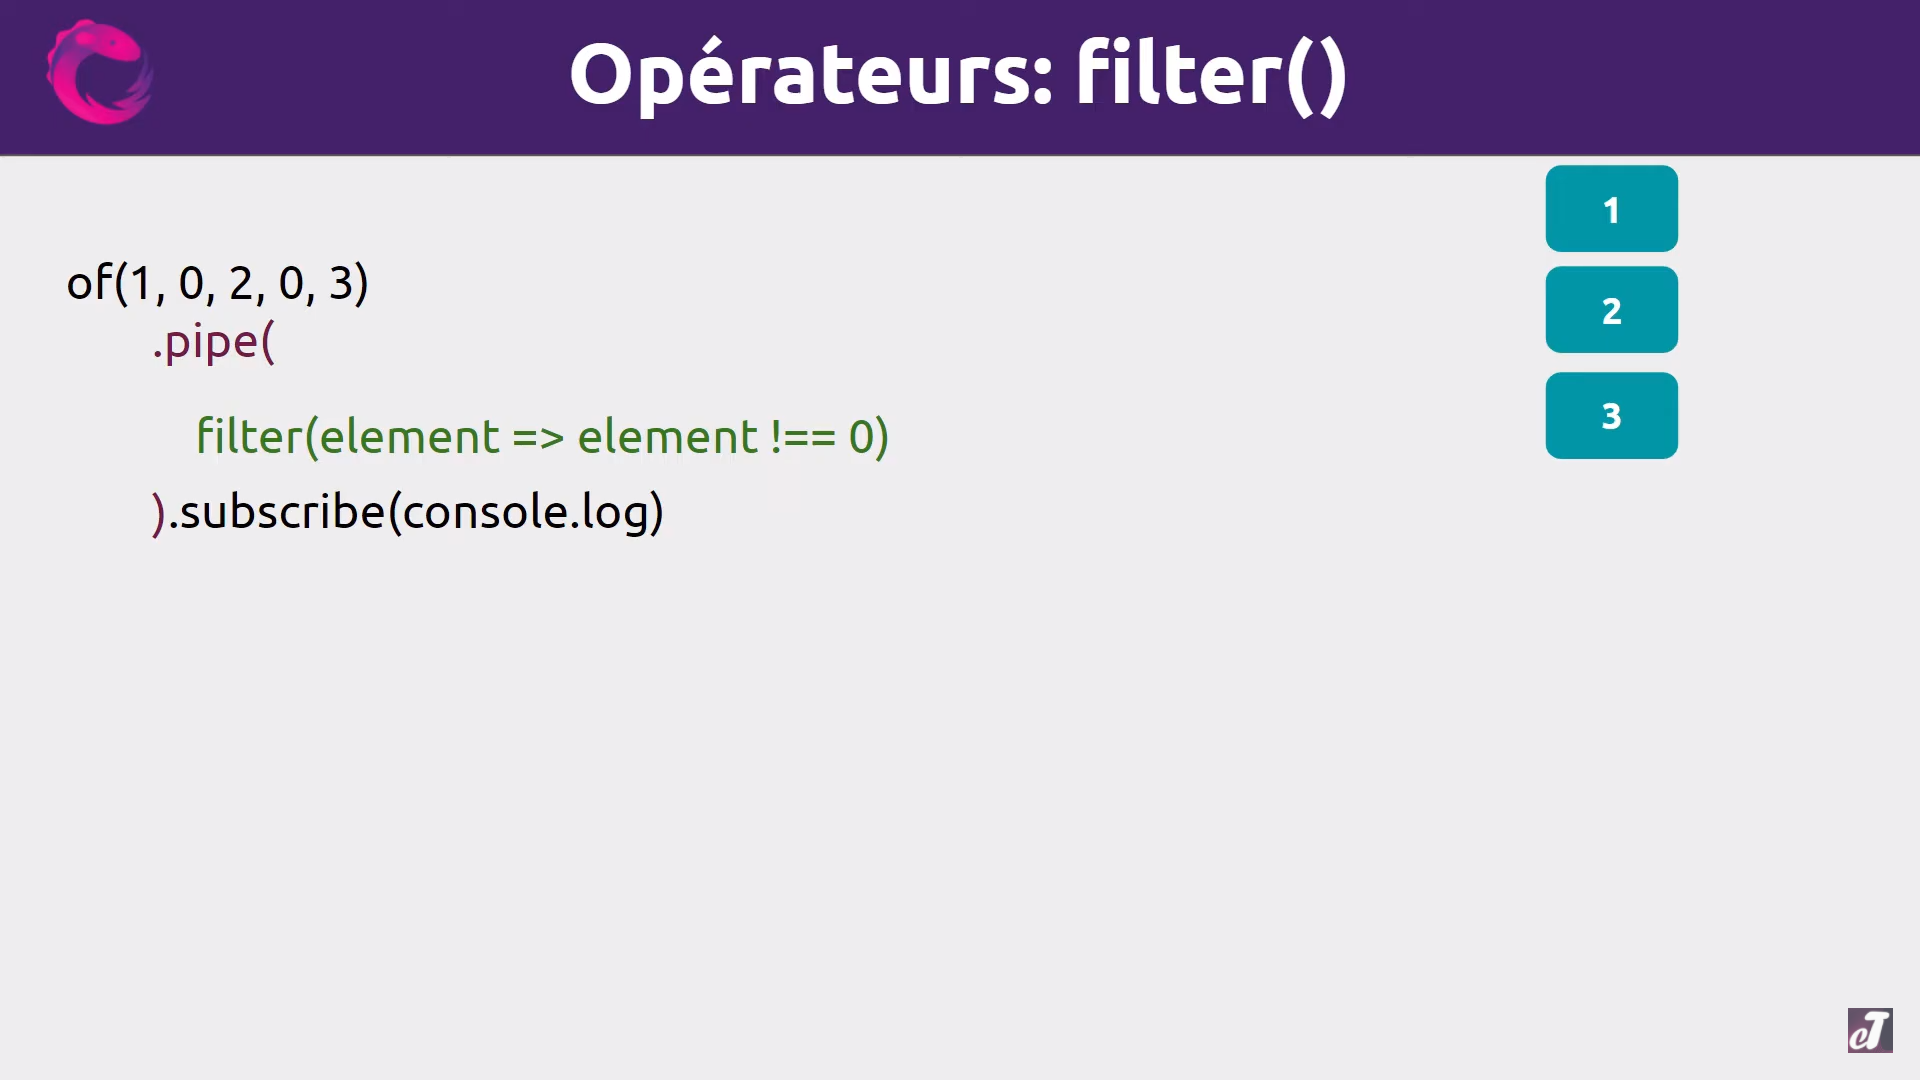 Opérateurs: filter()
of(1, 0, 2, 0, 3)
.pipe(
filter(element => element !== 0)
).subscribe(console.log)
1
2
3
cT